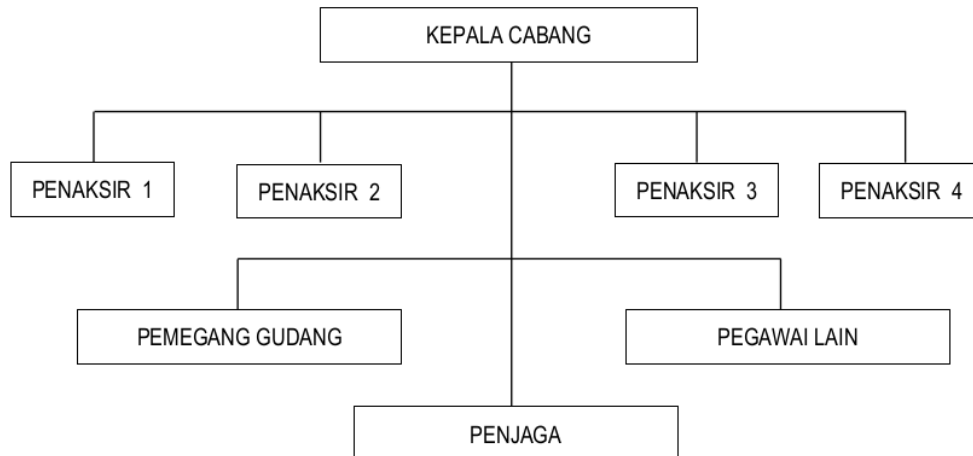 KEPALA CABANG
PENAKSIR 1
PENAKSIR 2
PENAKSIR 3
PENAKSIR 4
PEMEGANG GUDANG
PEGAWAI LAIN
PENJAGA